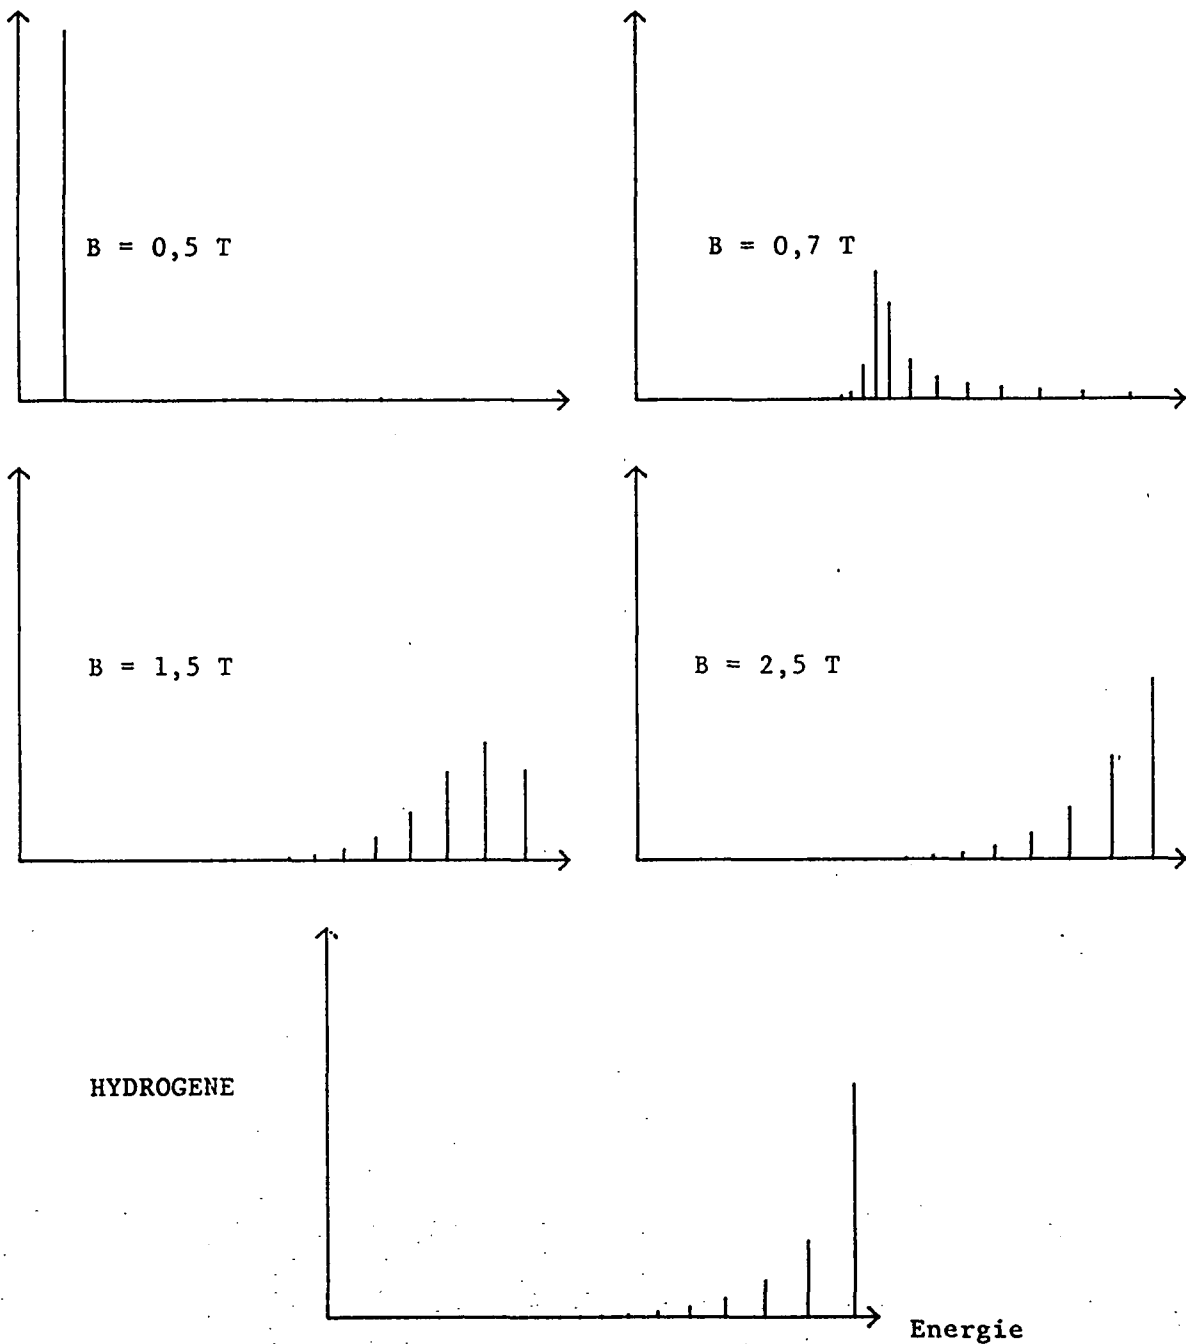 B = 0,5 T
B = 0,7 T
B = 1,5 T
B = 2,5 T
HYDROGENE
Energie